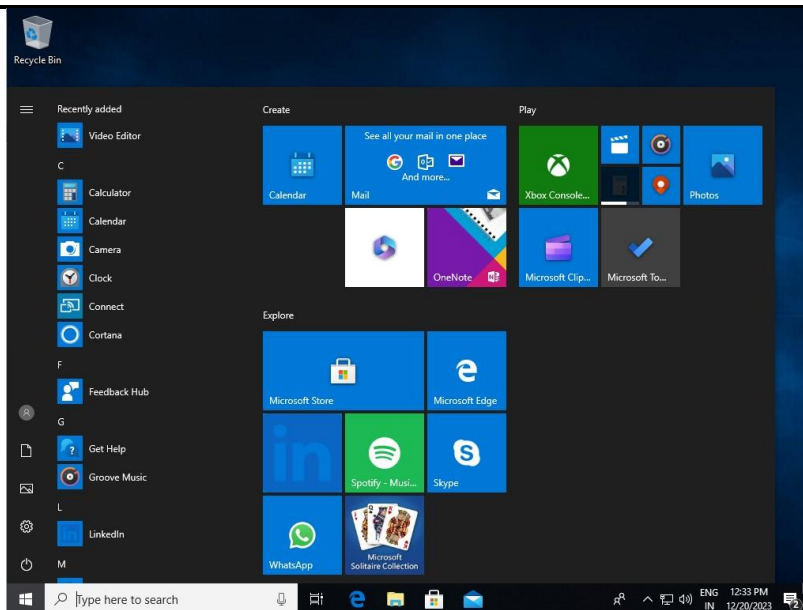 Recycle Bin
Recently added
Video Editor
C
Calculator
Calendar
Camera
Clock
Connect
Cortana
F
Feedback Hub
G
Get Help
Groove Music
L
LinkedIn
M
Create
Calendar
See all your mail in one place
And more...
Mail
OneNote
Explore
Microsoft Store
Microsoft Edge
in
Spotify - Musi...
Skype
WhatsApp
Microsoft
Solitaire Collection
Play
Xbox Console...
Photos
Microsoft Clip...
Microsoft To...
Type here to search
ENG
IN
12:33 PM
12/20/2023